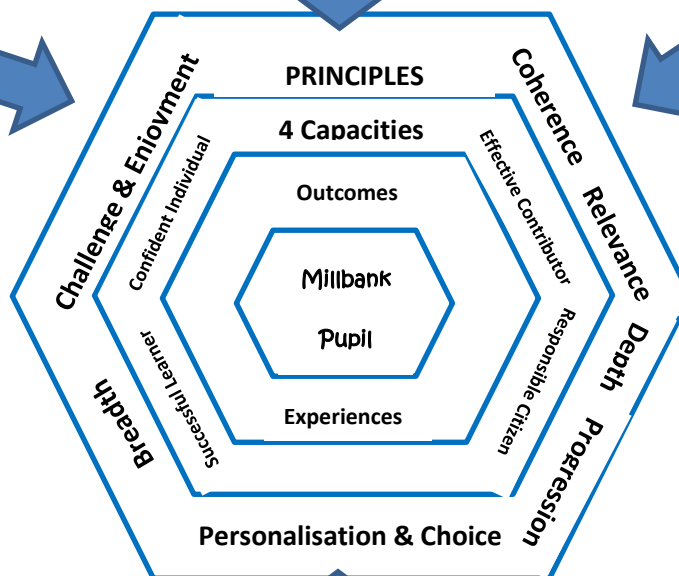 PRINCIPLES
Challenge & Enjoyment
Coherence
Relevance
Depth
Progression
Breadth
Personalisation & Choice
4 Capacities
Confident Individual
Effective Contributor
Successful Learner
Responsible Citizen
Outcomes
Millbank
Pupil
Experiences